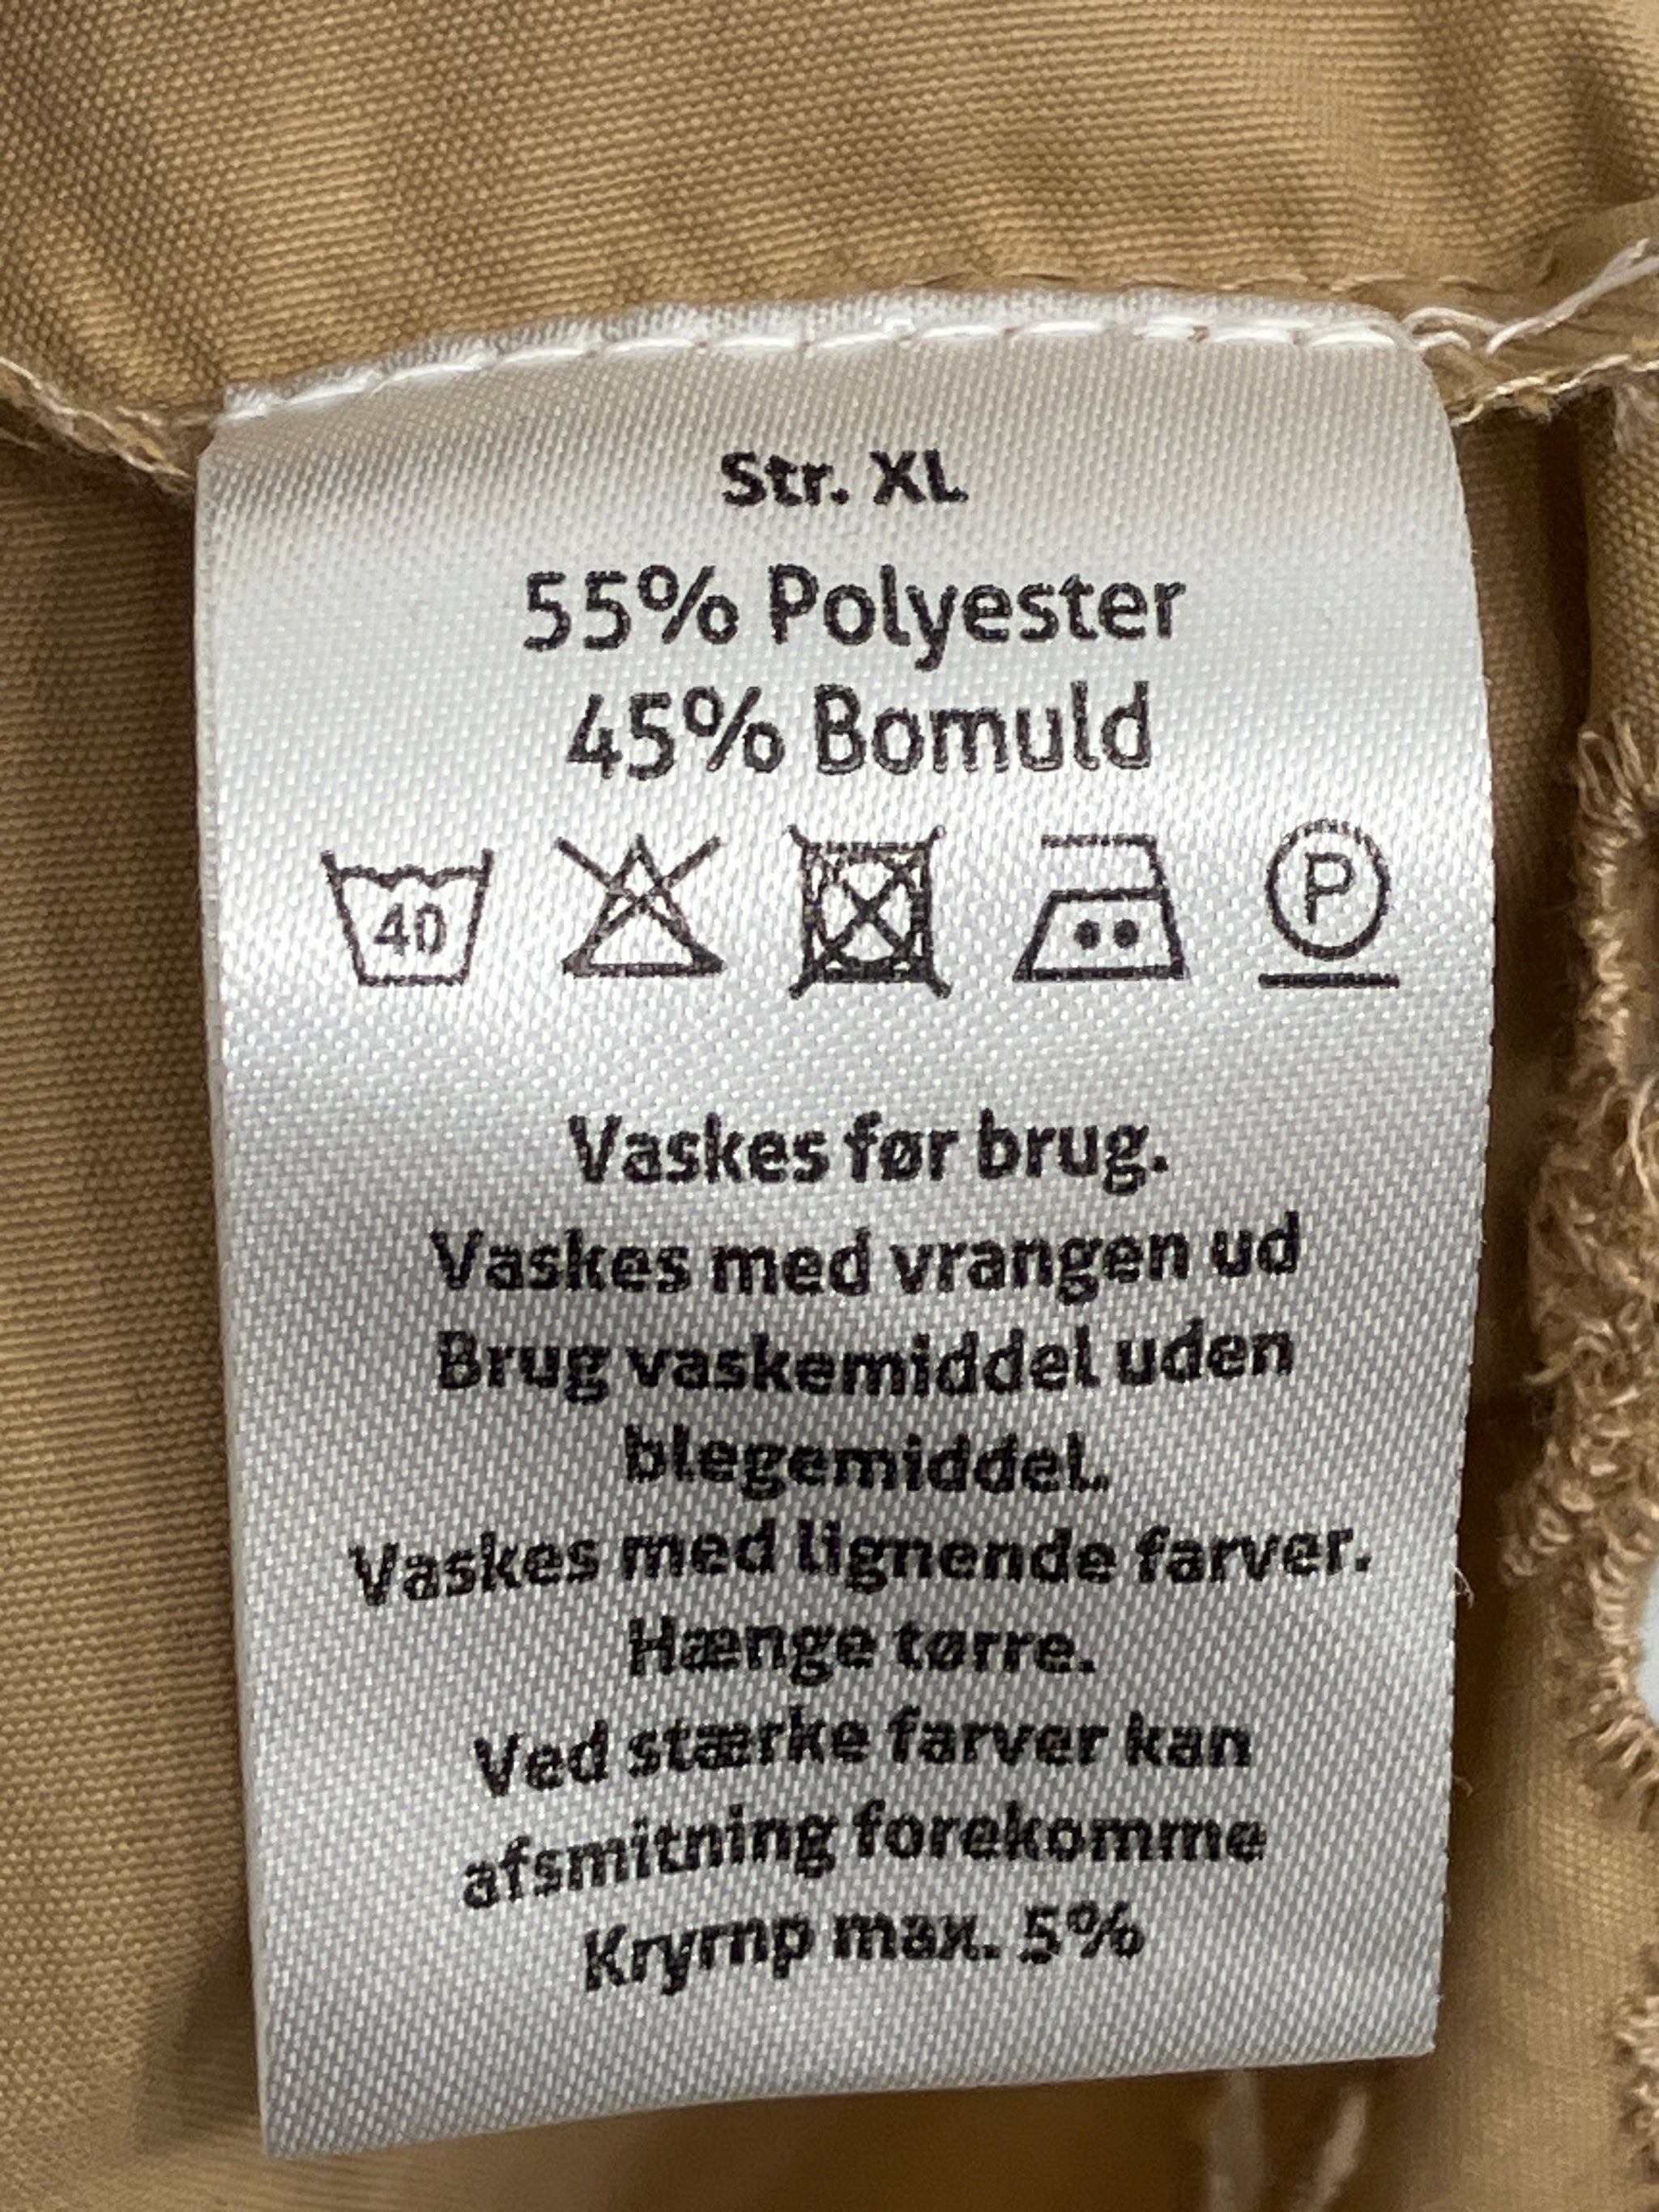 Str. XL
55% Polyester
45% Bomuld
40 P
Vaskes før brug.
Vaskes med vrangen ud
Brug vaskemiddel uden
blegemiddel.
Vaskes med lignende farver.
Hænge tørre.
Ved stærke farver kan
afsmitning forekomme
Krymp max. 5%